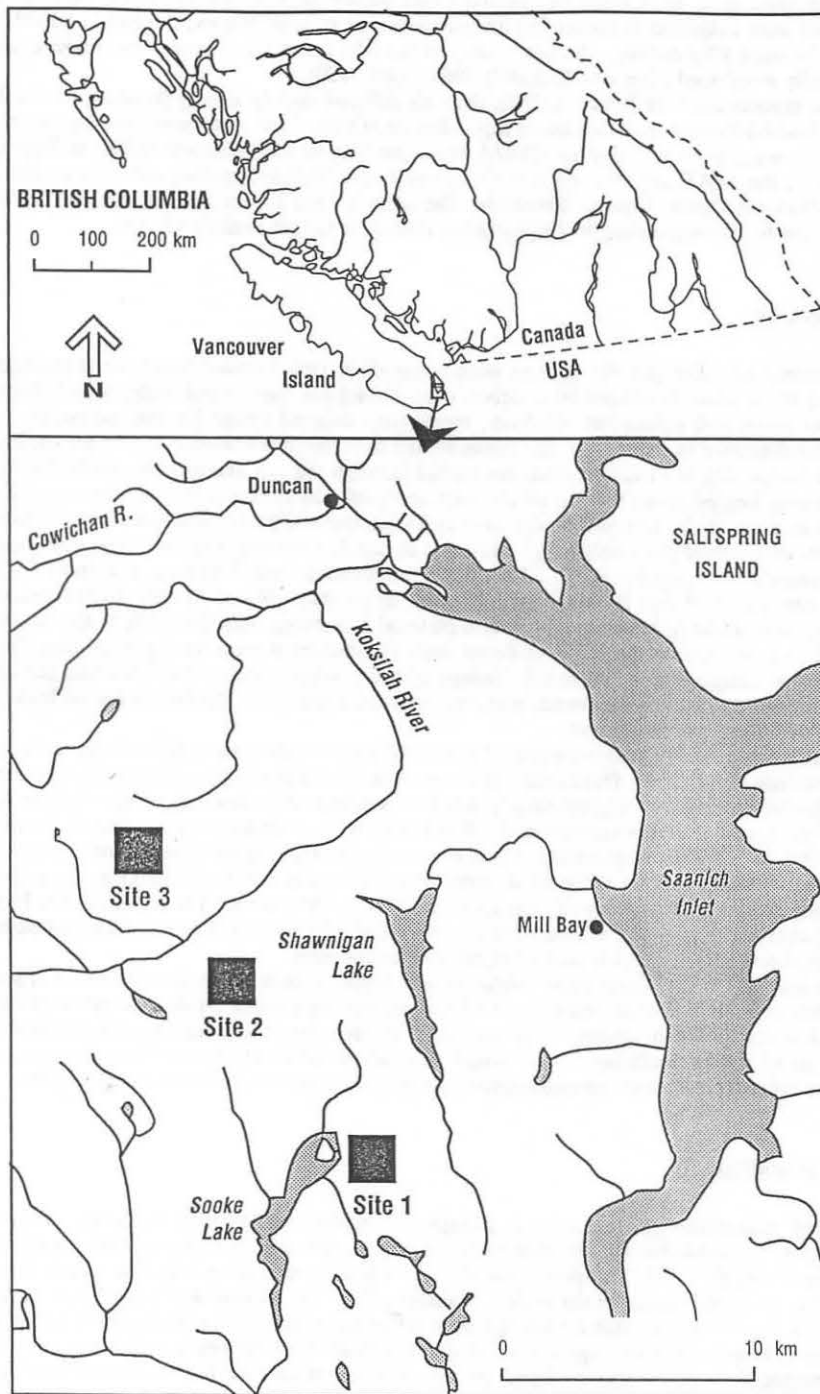 BRITISH COLUMBIA
0 100 200 km
N
Vancouver
Island
Canada
USA
Duncan
Cowichan R.
SALTSPRING
ISLAND
Koksilah River
Site 3
Saanich
Inlet
Mill Bay
Shawnigan
Lake
Site 2
Site 1
Sooke
Lake
0 10 km